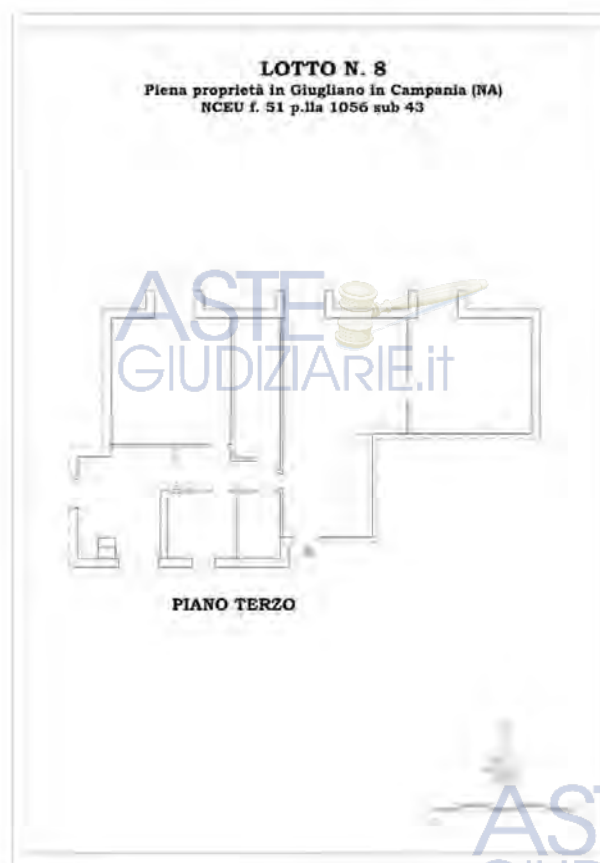 LOTTO N. 8
Piena proprietà in Giugliano in Campania (NA)
NCEU f. 51 p.lla 1056 sub 43
ASTE
GIUDIZIARIE.it
PIANO TERZO
AS